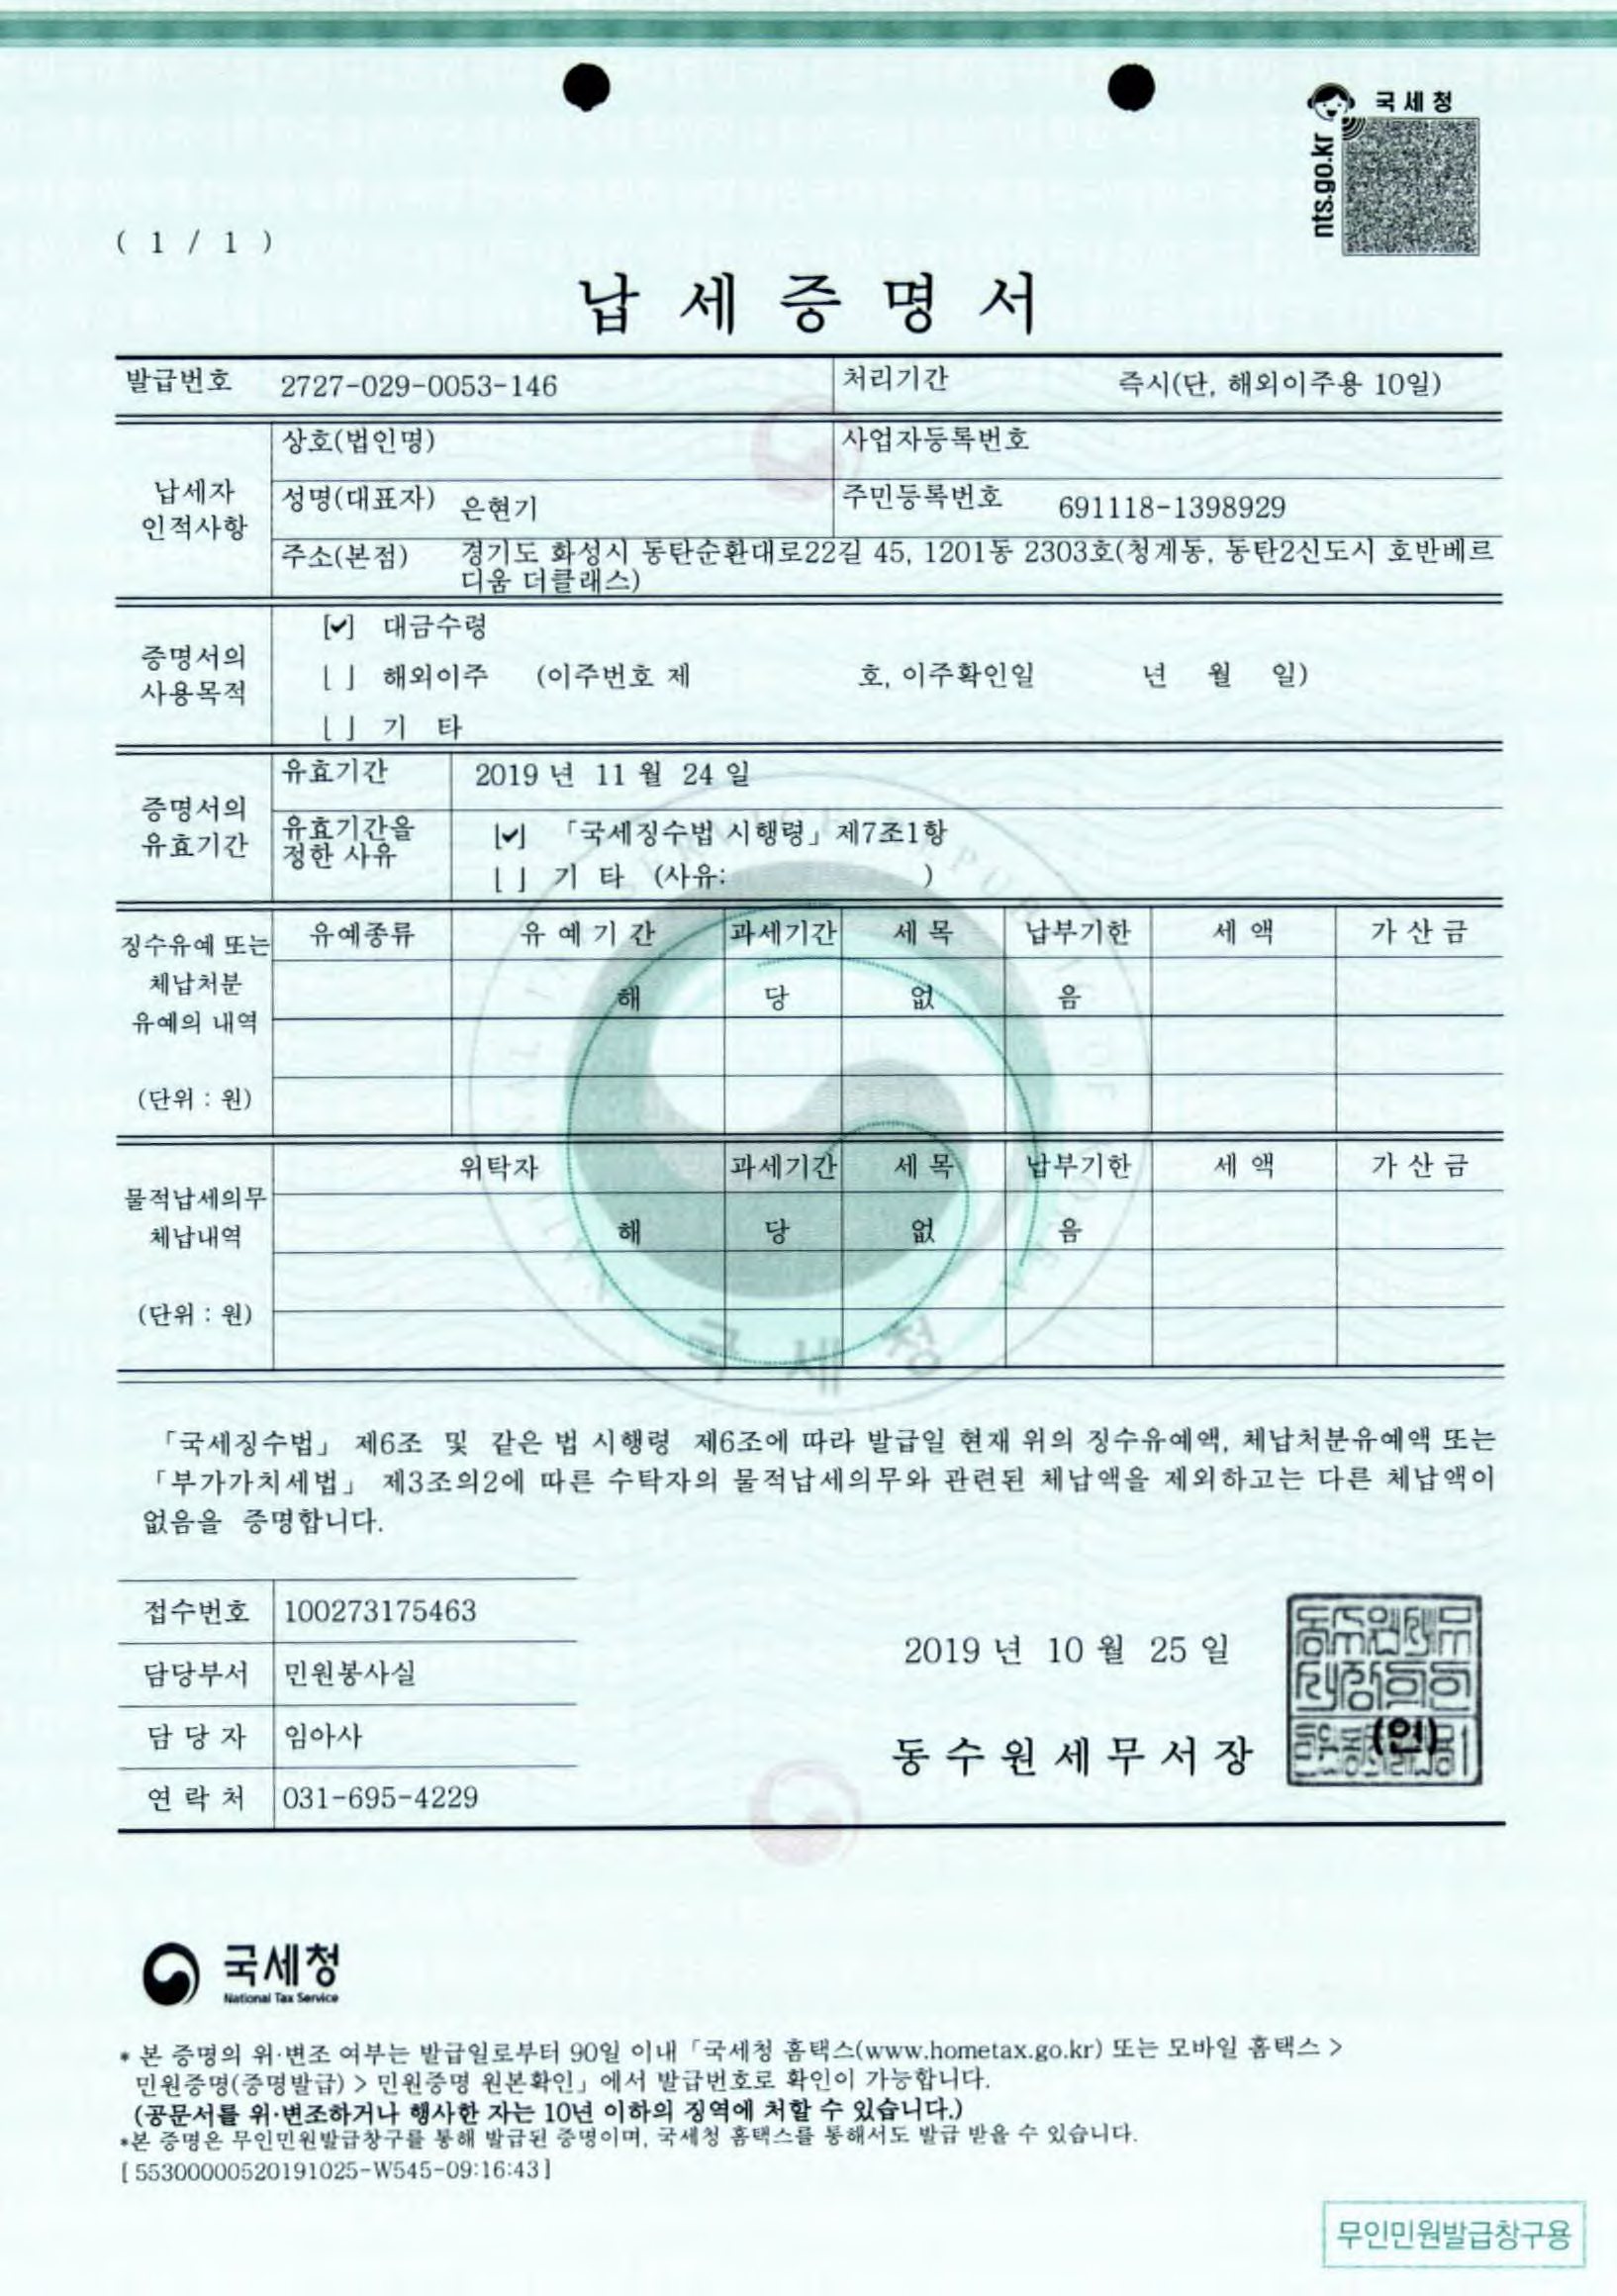 국세청
nts.go.kr
( 1 / 1 )
납 세 증 명 서
발급번호 2727-029-0053-146 처리기간 즉시(단, 해외이주용 10일)
납세자 인적사항
상호(법인명) 사업자등록번호
성명(대표자) 은현기 주민등록번호 691118-1398929
주소(본점) 경기도 화성시 동탄순환대로22길 45, 1201동 2303호(청계동, 동탄2신도시 호반베르
디움 더클래스)
증명서의 사용목적
[✔] 대금수령
[ ] 해외이주 (이주번호 제 호, 이주확인일 년 월 일)
[ ] 기 타
증명서의 유효기간
유효기간 2019 년 11 월 24 일
유효기간을 정한 사유
[✔] 「국세징수법 시행령」제7조1항
[ ] 기 타 (사유: )
징수유예 또는
체납처분
유예의 내역
(단위 : 원)
유예종류 유 예 기 간 과세기간 세 목 납부기한 세 액 가 산 금
해 당 없 음
물적납세의무
체납내역
(단위 : 원)
위탁자 과세기간 세 목 납부기한 세 액 가 산 금
해 당 없 음
국 세 청
「국세징수법」 제6조 및 같은 법 시행령 제6조에 따라 발급일 현재 위의 징수유예액, 체납처분유예액 또는
「부가가치세법」 제3조의2에 따른 수탁자의 물적납세의무와 관련된 체납액을 제외하고는 다른 체납액이
없음을 증명합니다.
접수번호 100273175463
담당부서 민원봉사실
담 당 자 임아사
연 락 처 031-695-4229
2019 년 10 월 25 일
동 수 원 세 무 서 장
(인)
국세청
National Tax Service
* 본 증명의 위·변조 여부는 발급일로부터 90일 이내「국세청 홈택스(www.hometax.go.kr) 또는 모바일 홈택스 >
민원증명(증명발급) > 민원증명 원본확인」에서 발급번호로 확인이 가능합니다.
(공문서를 위·변조하거나 행사한 자는 10년 이하의 징역에 처할 수 있습니다.)
*본 증명은 무인민원발급창구를 통해 발급된 증명이며, 국세청 홈택스를 통해서도 발급 받을 수 있습니다.
[ 55300000520191025-W545-09:16:43 ]
무인민원발급창구용